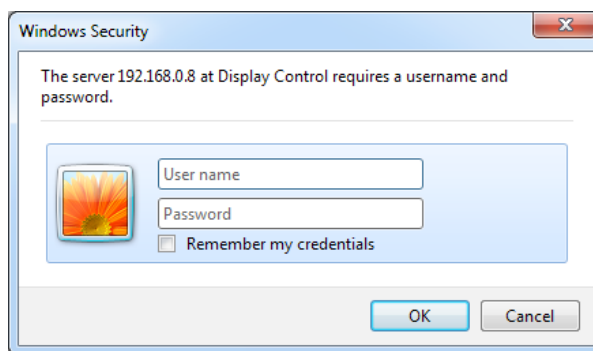 Windows Security
The server 192.168.0.8 at Display Control requires a username and
password.
User name
Password
Remember my credentials
OK
Cancel